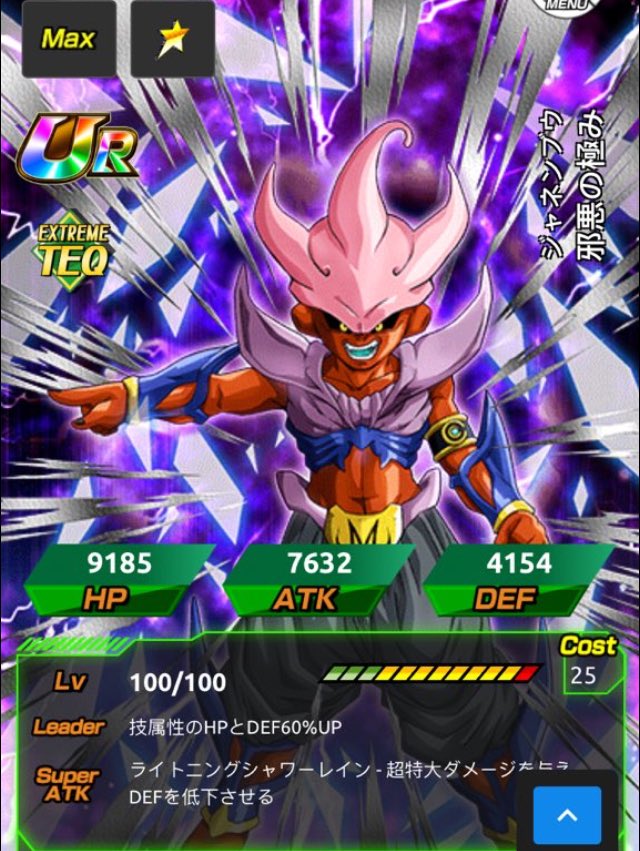 MENU
Max
UR
EXTREME
TEQ
邪悪の極み
ジャネンブウ
9185
7632
4154
HP
ATK
DEF
Cost
25
Lv
100/100
Leader
技属性のHPとDEF60%UP
Super
ATK
ライトニングシャワーレイン - 超特大ダメージを与え
DEFを低下させる
M